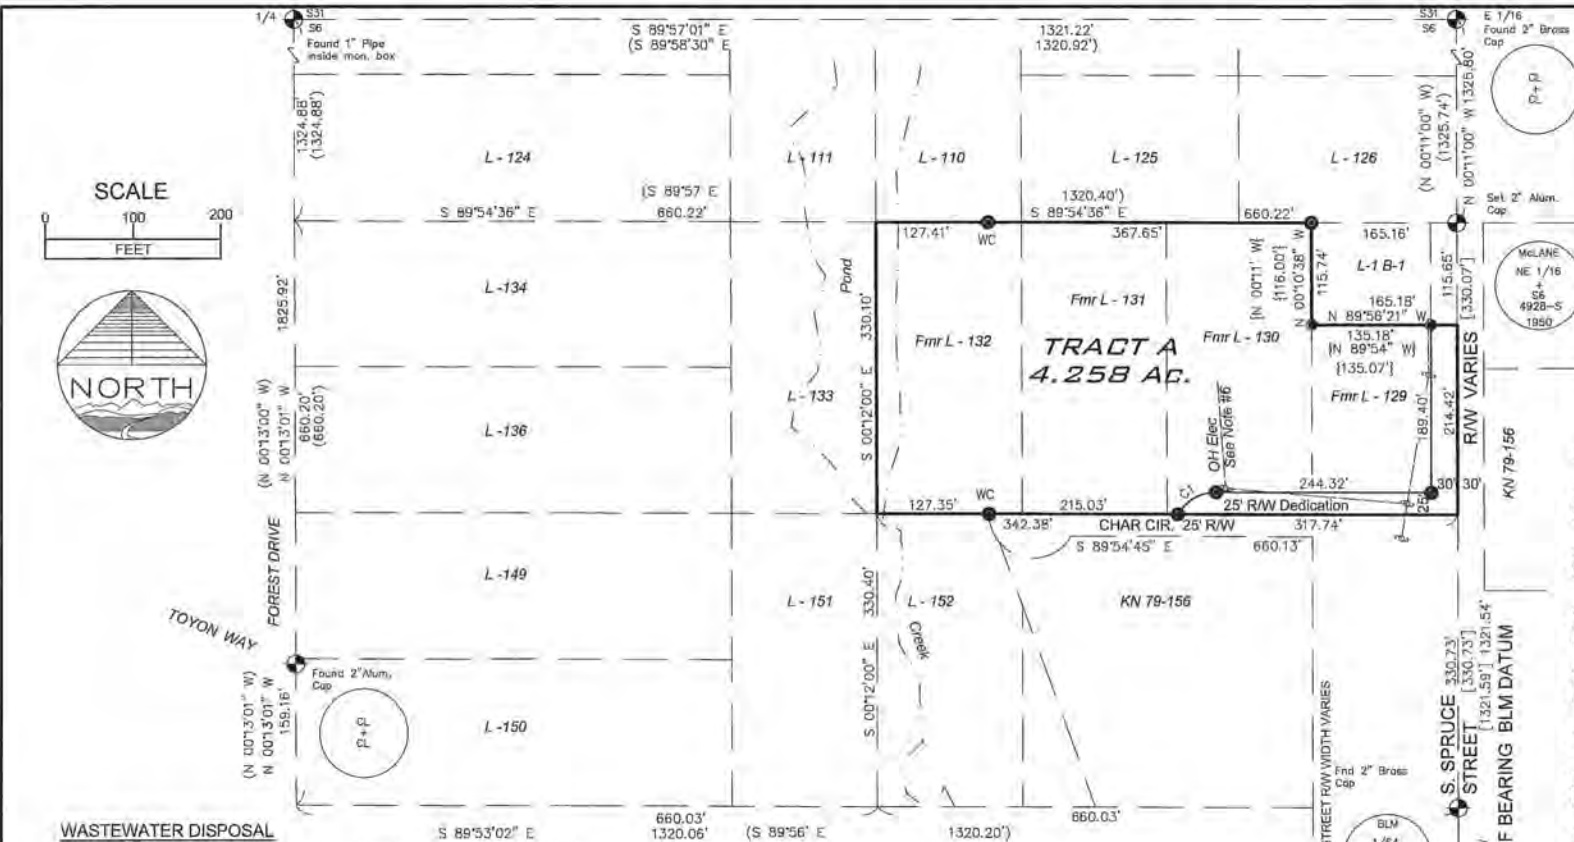 1/4
S31
S6
Found 1" Pipe
inside mon. box
S 89°57'01" E
(S 89°58'30" E
1321.22'
1320.92')
S31
S6
E 1/16
Found 2" Brass
Cap
P+P
1324.88'
(1324.88')
(N 00°11'00" W)
(1325.74')
N 00°11'00" W 1325.80'
L - 124
L - 111
L - 110
L - 125
L - 126
SCALE
0 100 200
FEET
(S 89°57' E
1320.40')
S 89°54'36" E
660.22'
S 89°54'36" E
660.22'
Set 2" Alum.
Cap
127.41'
WC
367.65'
165.16'
NORTH
1825.92'
L -134
Pond
330.10'
S 00°12'00" E
Fmr L - 131
[N 00°11' W]
{116.00'}
N 00°10'38" W
115.74'
L-1 B-1
115.65'
[330.07']
McLANE
NE 1/16
+
S6
4928-S
1950
165.18'
N 89°56'21" W
135.18'
[N 89°54" W]
{135.07'}
Fmr L - 132
TRACT A
4.258 Ac.
Fmr L - 130
Fmr L - 129
R/W VARIES
(N 00°13'00" W)
N 00°13'01" W
660.20'
(660.20')
L - 133
L -136
OH Elec
See Note #6
189.40'
214.42'
KN 79-156
127.35'
WC
215.03'
C1
244.32'
30'
30'
25' R/W Dedication
25'
342.38'
CHAR CIR. 25' R/W
317.74'
S 89°54'45" E
660.13'
FOREST DRIVE
L -149
L - 151
330.40'
S 00°12'00" E
L - 152
Creek
KN 79-156
TOYON WAY
Found 2" Alum.
Cap
P+P
(N 00°13'01" W)
N 00°13'01" W
159.16'
L -150
STREET R/W WIDTH VARIES
Fnd 2" Brass
Cap
BLM
S. SPRUCE
STREET
330.73'
[330.73']
[1321.59'] 1321.54'
F BEARING BLM DATUM
WASTEWATER DISPOSAL
S 89°53'02" E
660.03'
1320.06'
(S 89°56' E
1320.20')
660.03'